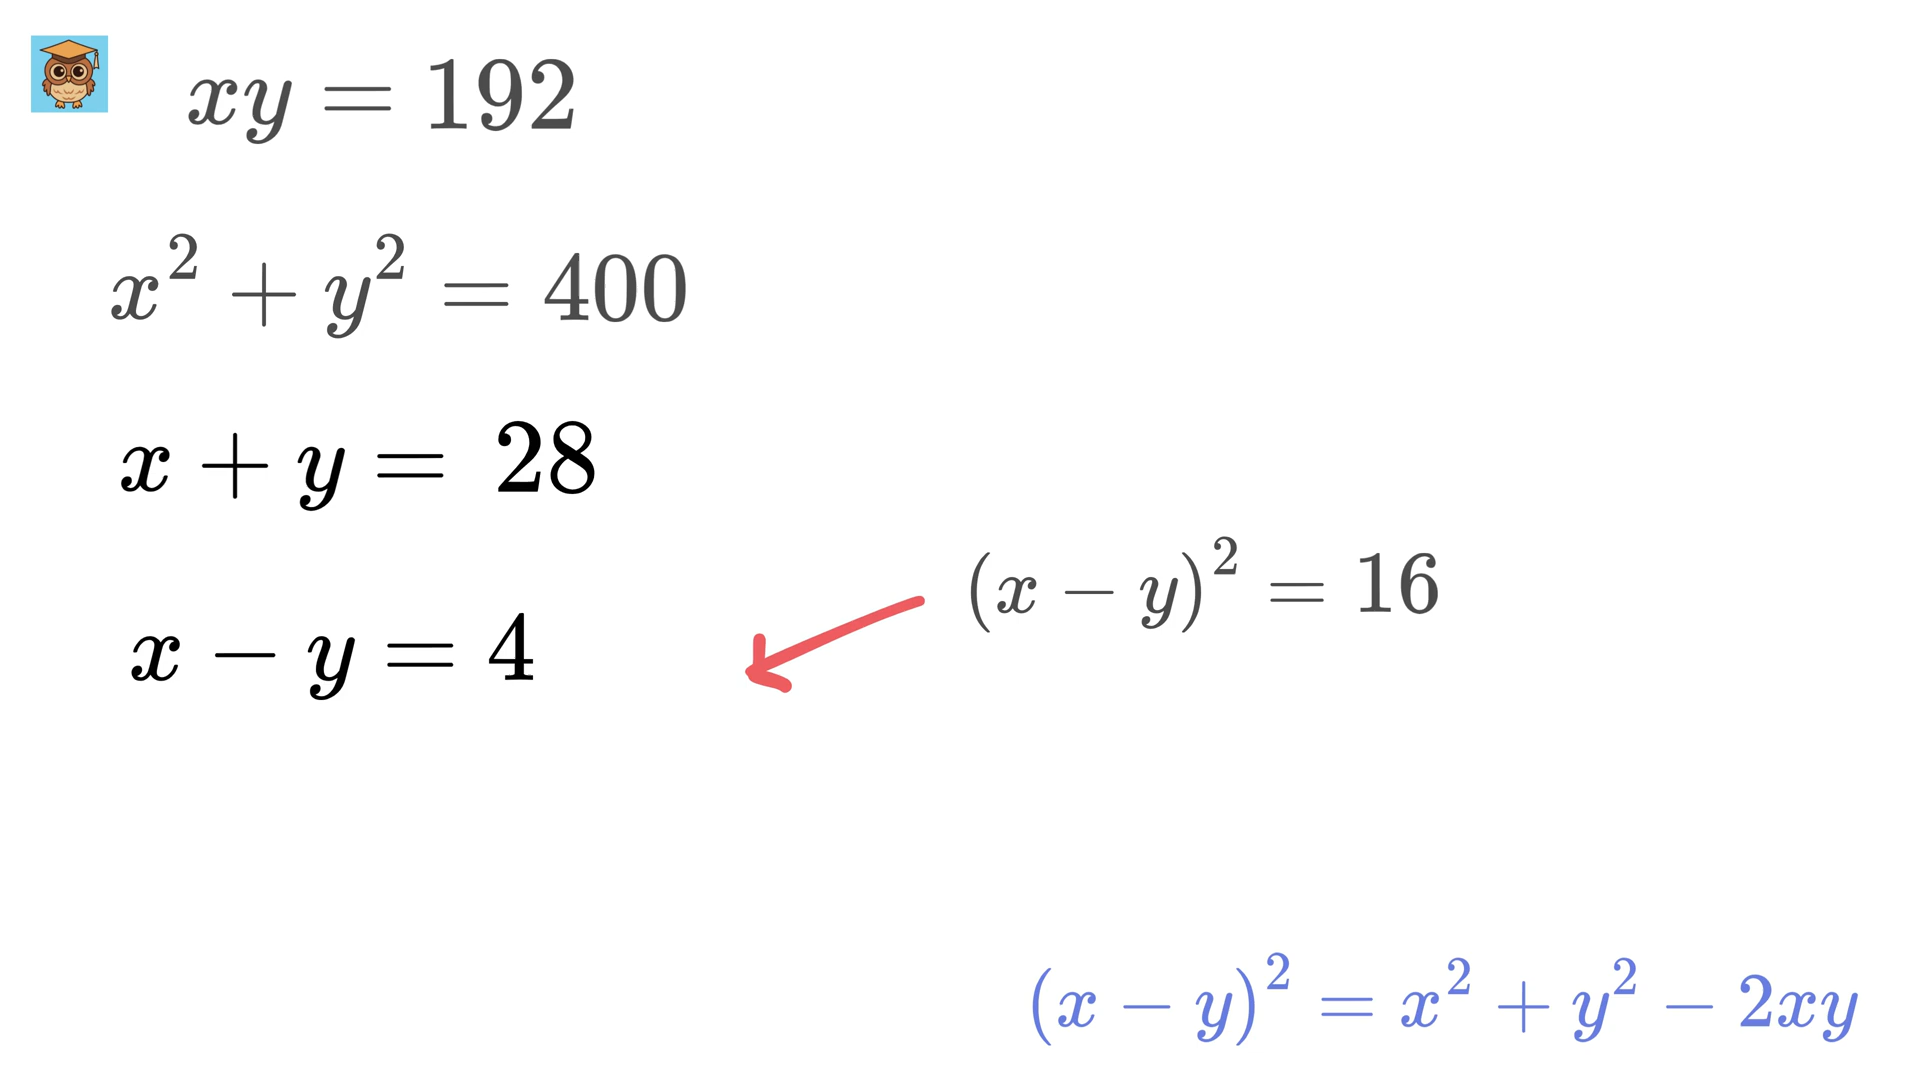 xy = 192
x² + y² = 400
x + y = 28
(x − y)² = 16
x − y = 4
(x − y)² = x² + y² − 2xy